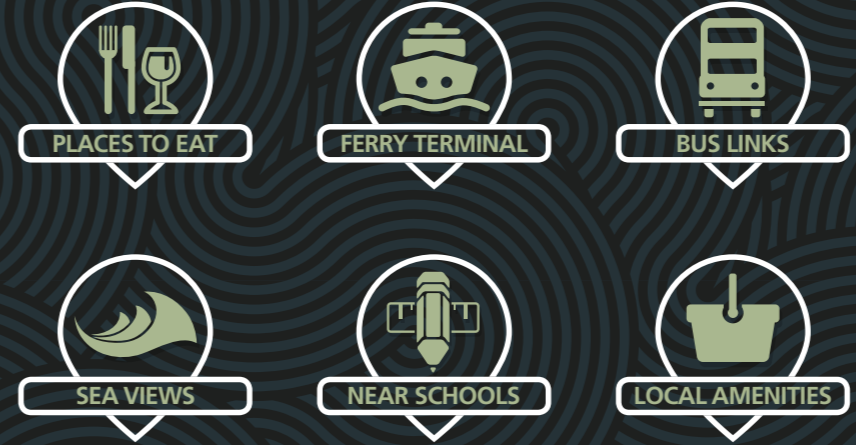 PLACES TO EAT
FERRY TERMINAL
BUS LINKS
SEA VIEWS
NEAR SCHOOLS
LOCAL AMENITIES